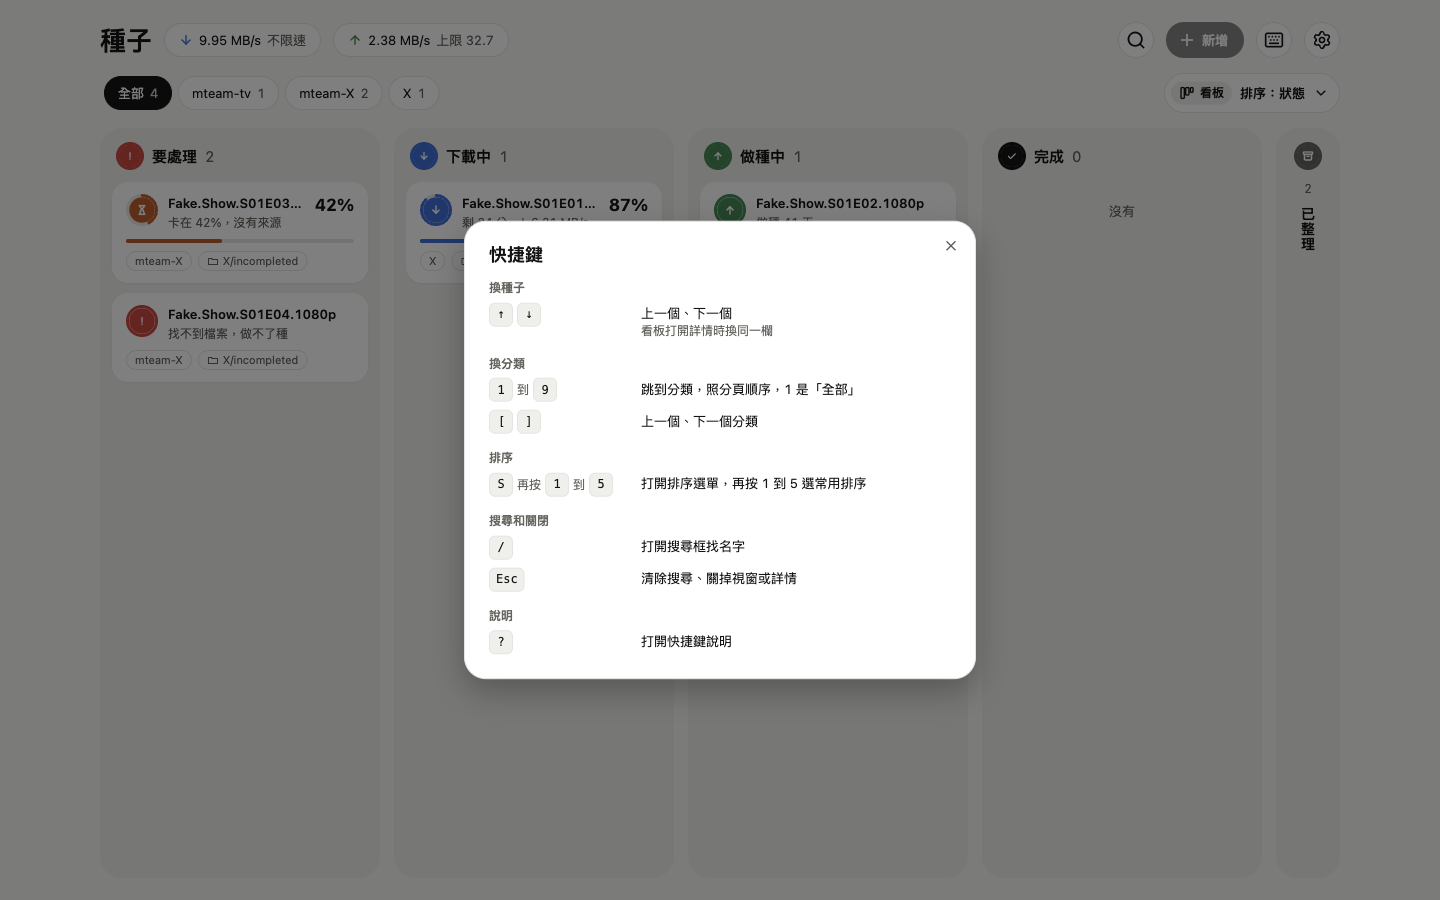 種子
9.95 MB/s 不限速
2.38 MB/s 上限 32.7
新增
全部 4
mteam-tv 1
mteam-X 2
X 1
看板
排序：狀態
要處理 2
Fake.Show.S01E03... 42%
卡在 42%，沒有來源
mteam-X
X/incompleted
Fake.Show.S01E04.1080p
找不到檔案，做不了種
mteam-X
X/incompleted
下載中 1
Fake.Show.S01E01... 87%
X
做種中 1
Fake.Show.S01E02.1080p
完成 0
沒有
2
已整理
快捷鍵
換種子
↑ ↓ 上一個、下一個
看板打開詳情時換同一欄
換分類
1 到 9 跳到分類，照分頁順序，1 是「全部」
[ ] 上一個、下一個分類
排序
S 再按 1 到 5 打開排序選單，再按 1 到 5 選常用排序
搜尋和關閉
/ 打開搜尋框找名字
Esc 清除搜尋、關掉視窗或詳情
說明
? 打開快捷鍵說明